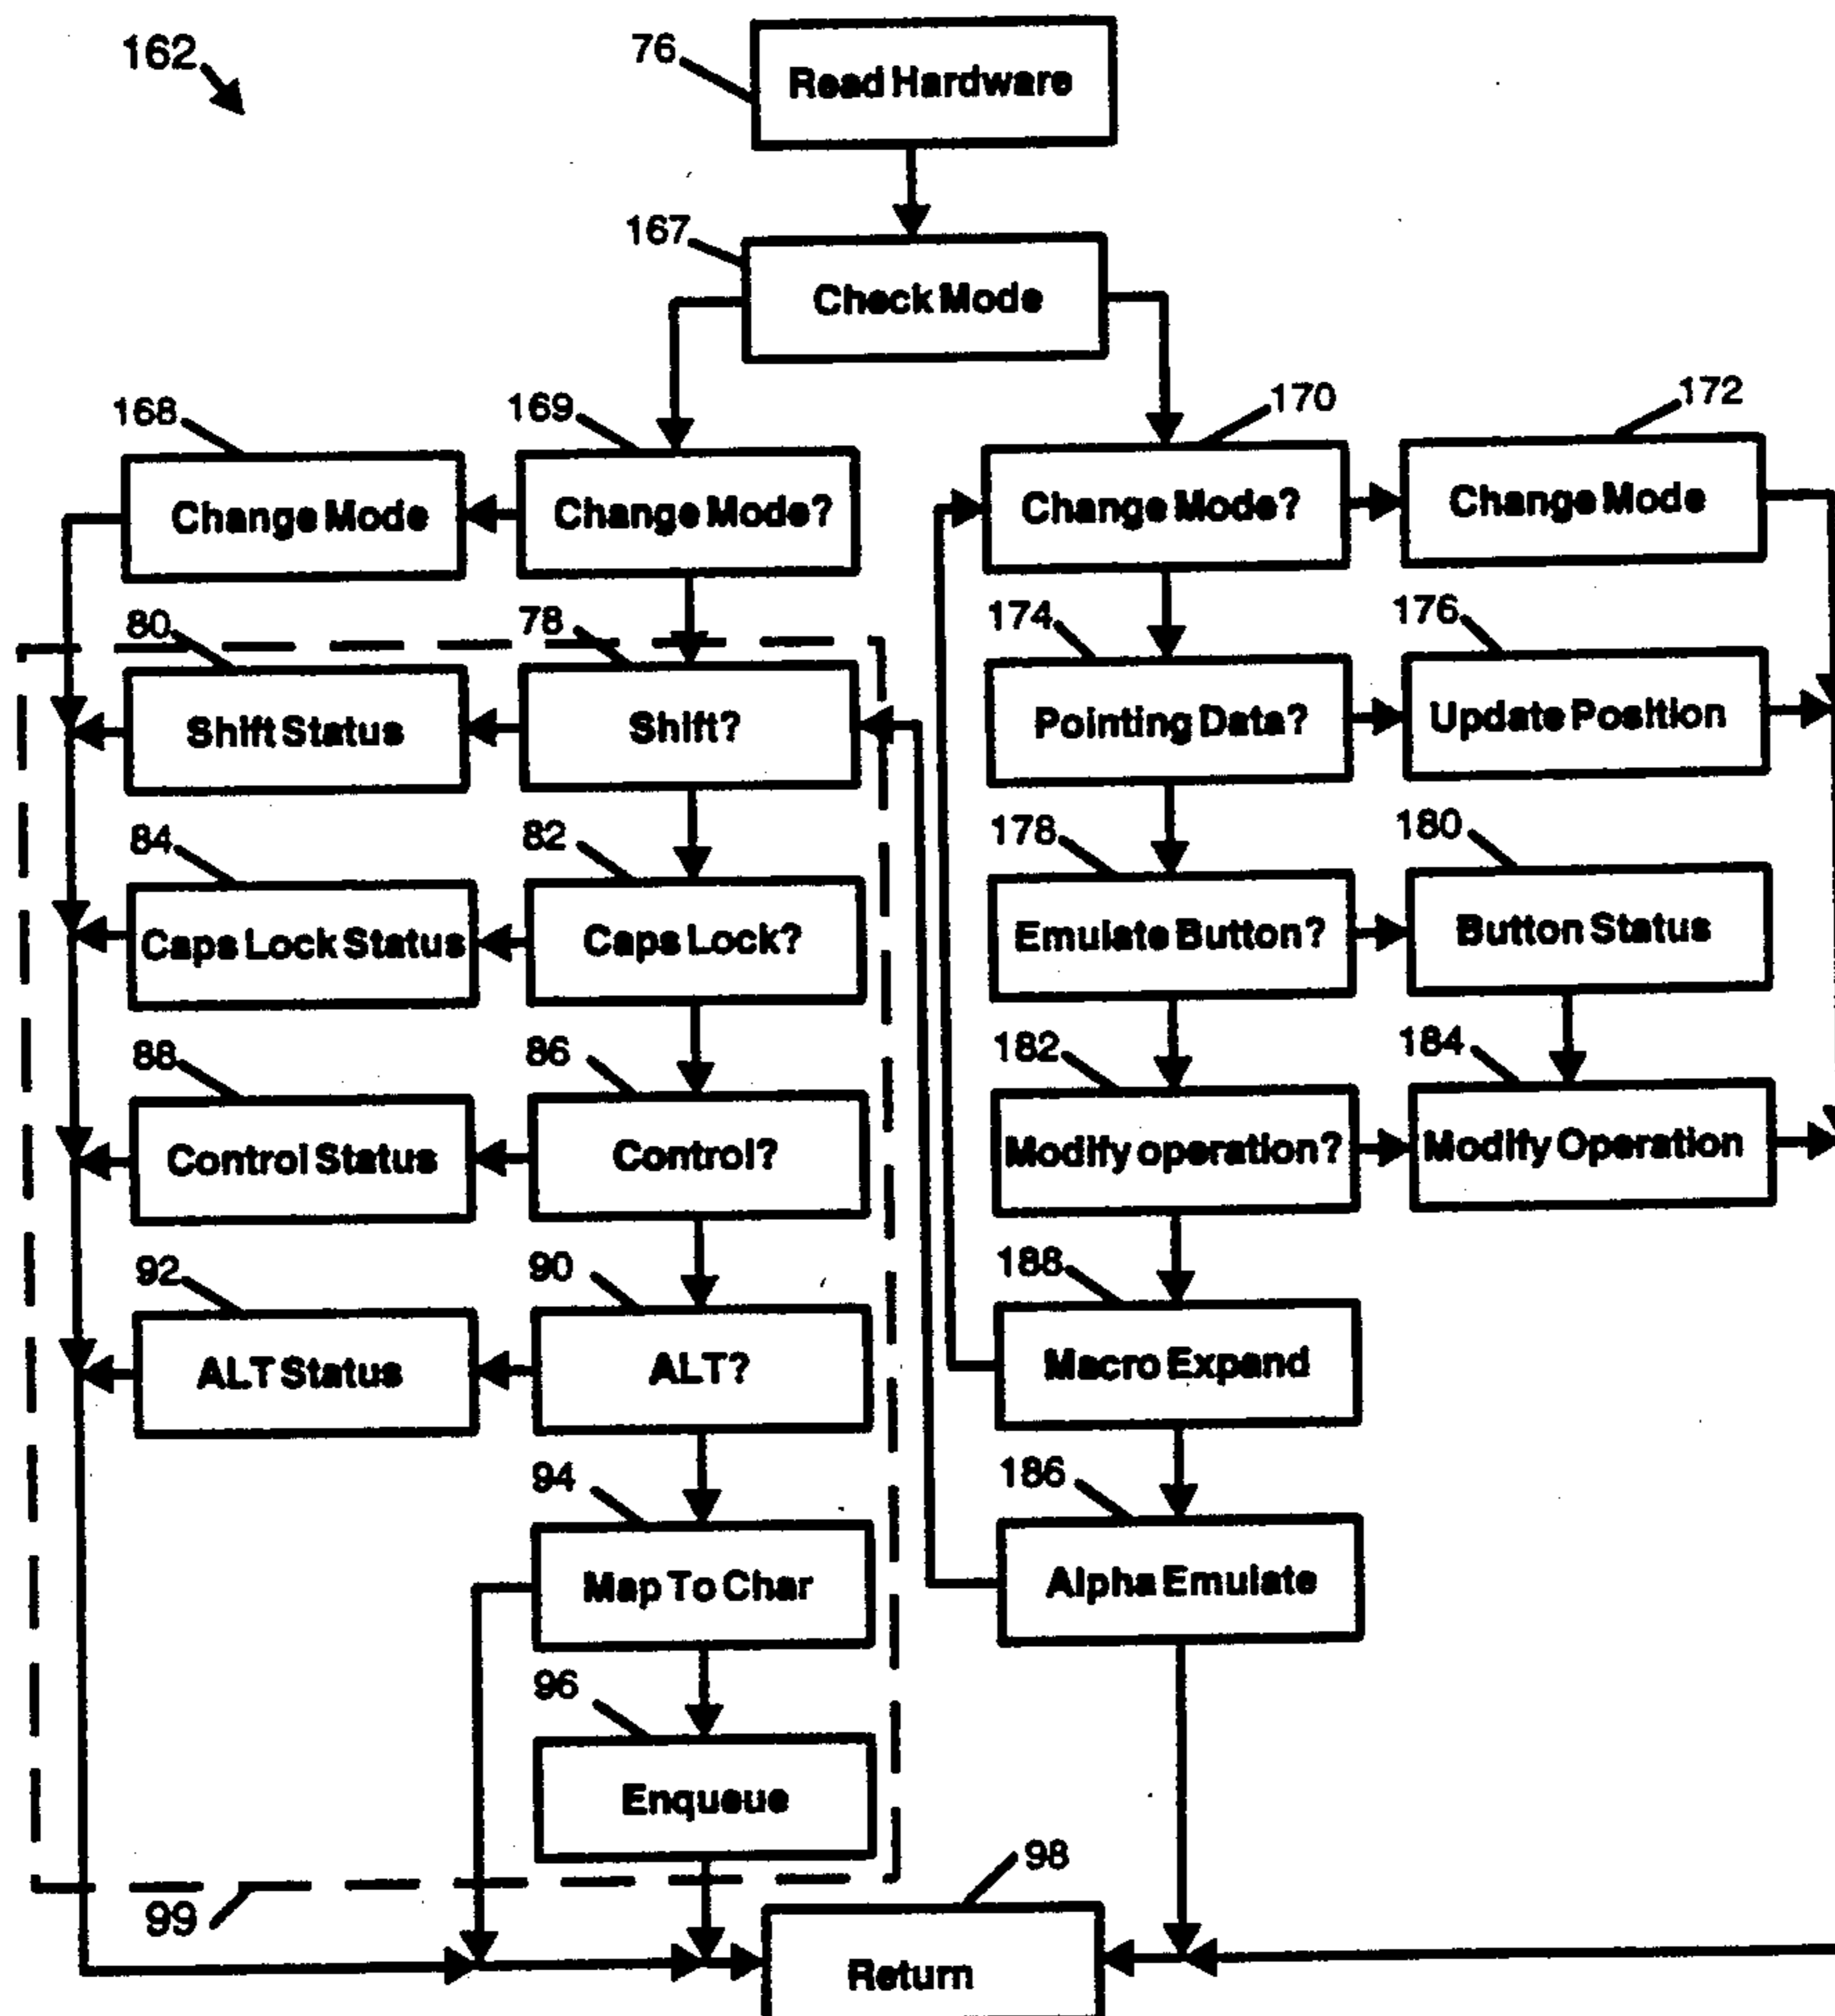 162
76
Read Hardware
167
Check Mode
168
169
170
172
Change Mode
Change Mode?
Change Mode?
Change Mode
80
78
174
176
Shift Status
Shift?
Pointing Data?
Update Position
84
82
178
180
Caps Lock Status
Caps Lock?
Emulate Button?
Button Status
88
86
182
184
Control Status
Control?
Modify operation?
Modify Operation
92
90
188
ALT Status
ALT?
Macro Expand
94
186
Map To Char
Alpha Emulate
96
Enqueue
98
99
Return